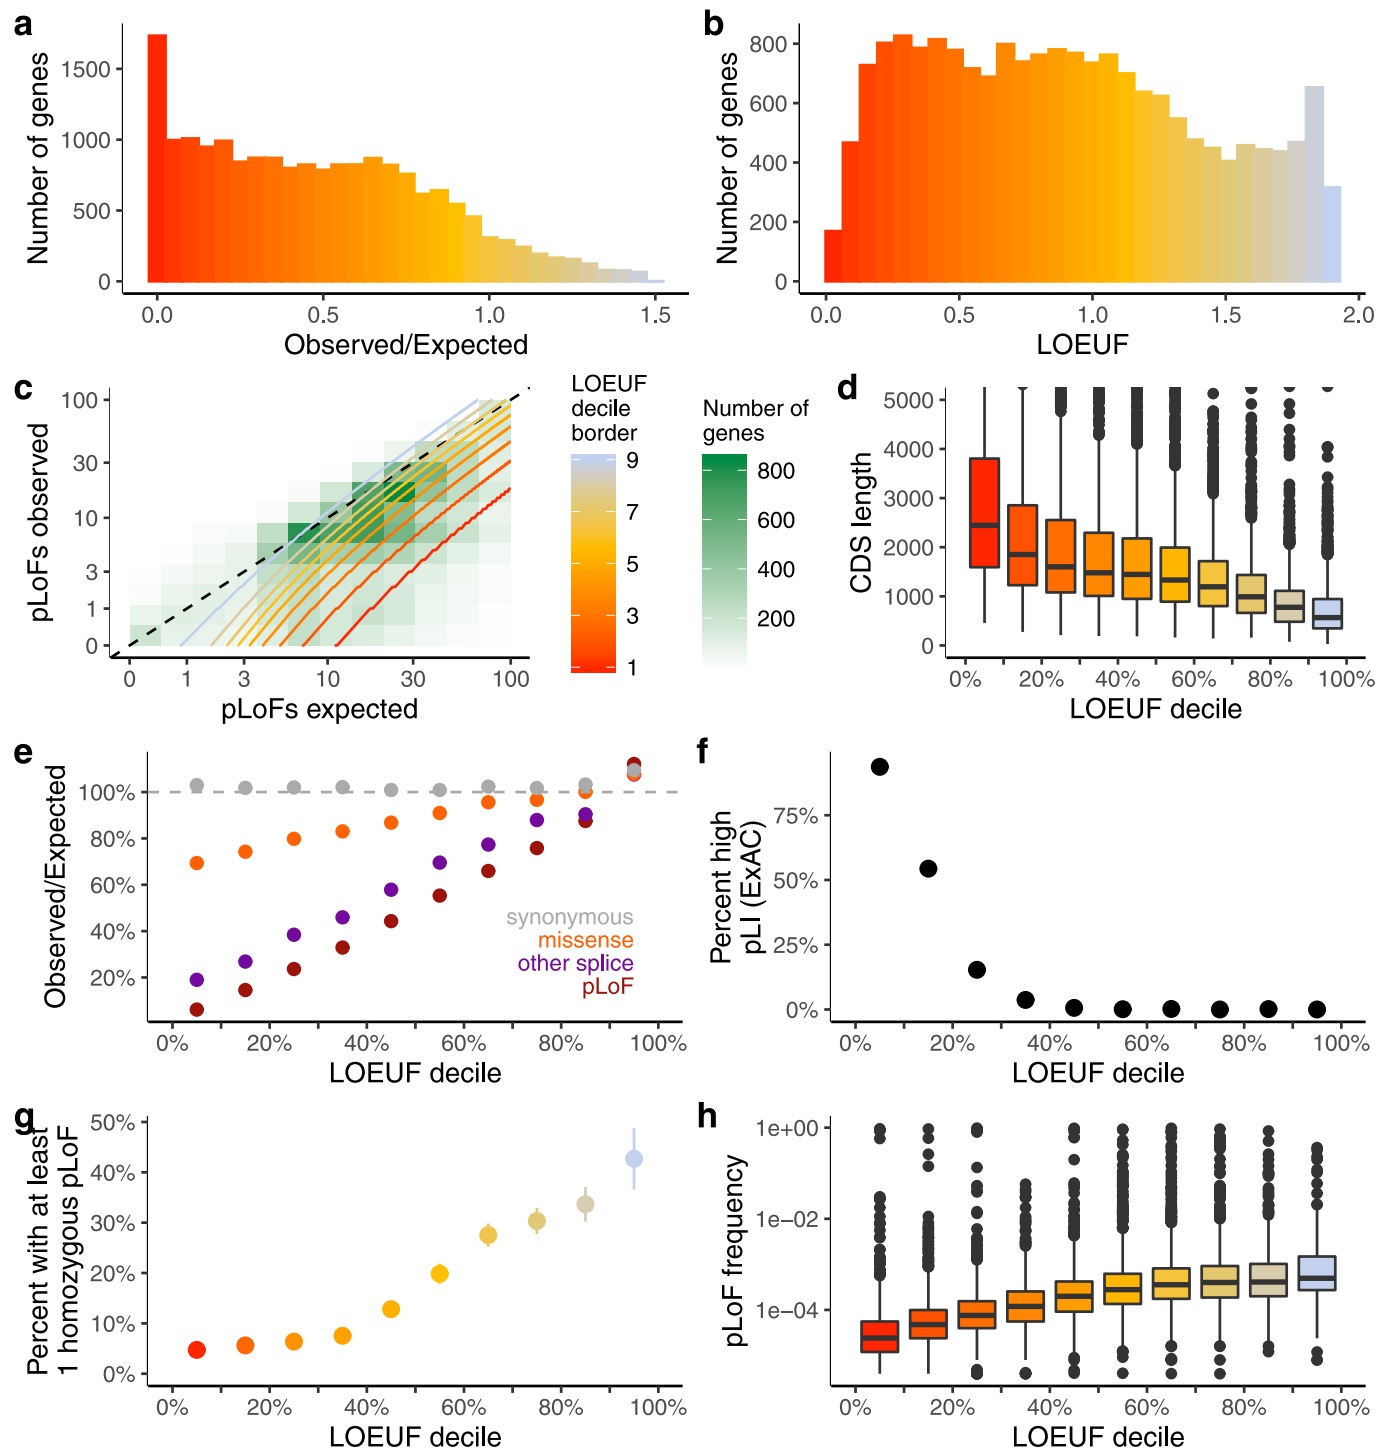 a
Number of genes
1500
1000
500
0
0.0 0.5 1.0 1.5
Observed/Expected
b
Number of genes
800
600
400
200
0
0.0 0.5 1.0 1.5 2.0
LOEUF
c
pLoFs observed
100
30
10
3
1
0
0 1 3 10 30 100
pLoFs expected
LOEUF
decile
border
9
7
5
3
1
Number of
genes
800
600
400
200
d
CDS length
5000
4000
3000
2000
1000
0
0% 20% 40% 60% 80% 100%
LOEUF decile
e
Observed/Expected
100%
80%
60%
40%
20%
synonymous
missense
other splice
pLoF
0% 20% 40% 60% 80% 100%
LOEUF decile
f
Percent high
pLI (ExAC)
75%
50%
25%
0%
0% 20% 40% 60% 80% 100%
LOEUF decile
g
Percent with at least
1 homozygous pLoF
50%
40%
30%
20%
10%
0%
0% 20% 40% 60% 80% 100%
LOEUF decile
h
pLoF frequency
1e+00
1e−02
1e−04
0% 20% 40% 60% 80% 100%
LOEUF decile